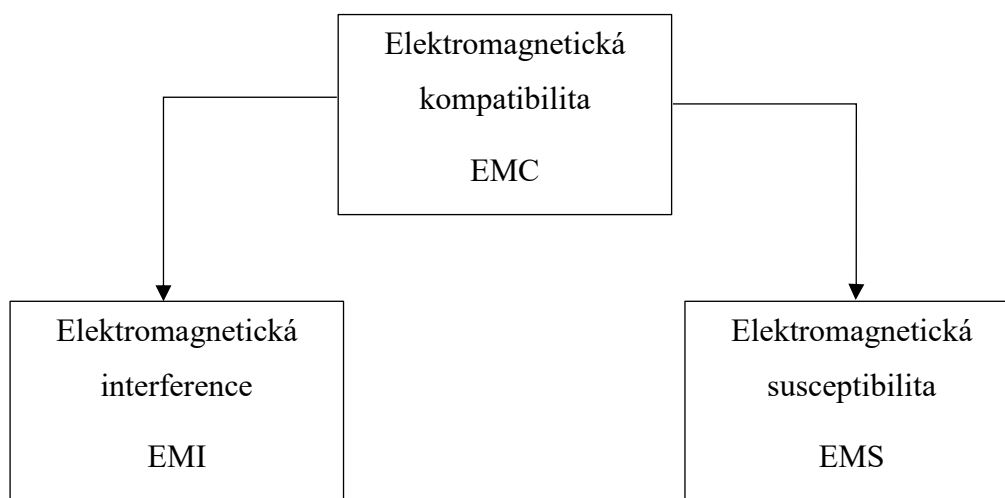 Elektromagnetická
kompatibilita
EMC
Elektromagnetická
interference
EMI
Elektromagnetická
susceptibilita
EMS